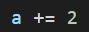 a += 2